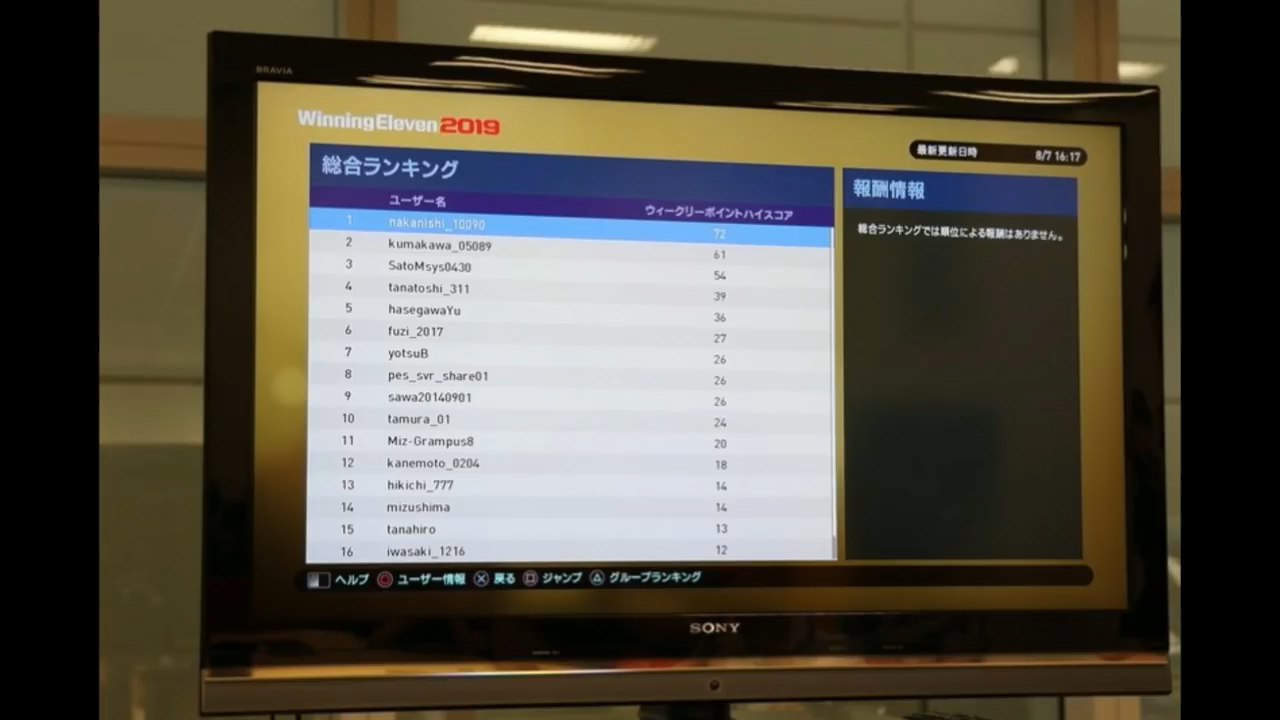 BRAVIA
WinningEleven 2019
最新更新日時 8/7 16:17
総合ランキング
ユーザー名 ウィークリーポイントハイスコア
1 nakanishi_10090 72
2 kumakawa_05089 61
3 SatoMsys0430 54
4 tanatoshi_311 39
5 hasegawaYu 36
6 fuzi_2017 27
7 yotsuB 26
8 pes_svr_share01 26
9 sawa20140901 26
10 tamura_01 24
11 Miz-Grampus8 20
12 kanemoto_0204 18
13 hikichi_777 14
14 mizushima 14
15 tanahiro 13
16 iwasaki_1216 12
報酬情報
総合ランキングでは順位による報酬はありません。
ヘルプ ユーザー情報 戻る ジャンプ グループランキング
SONY